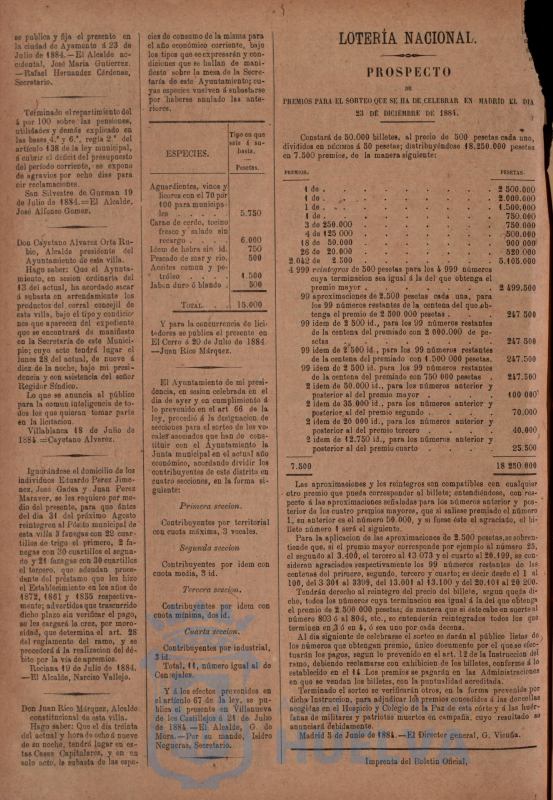 se publica y fija el presente en
la ciudad de Ayamonte á 23 de
Julio de 1884.—El Alcalde ac-
cidental, José María Gutierrez.
—Rafael Hernandez Cárdenas,
Secretario.
Terminado el repartimiento del
4 por 100 sobre las pensiones,
utilidades y demás explicado en
las bases 4.ª y 6.ª, regla 2.ª del
artículo 138 de la ley municipal,
á cubrir el déficit del presupuesto
del período corriente, se expone
de agravios por ocho dias para
oir reclamaciones.
San Silvestre de Guzman 19
de Julio de 1884.=El Alcalde,
José Alfonso Gomez.
Don Cayetano Alvarez Orta Ru-
bio, Alcalde presidente del
Ayuntamiento de esta villa.
Hago saber: Que el Ayunta-
miento, en sesion ordinaria del
13 del actual, ha acordado sacar
á subasta en arrendamiento los
productos del corral concejil de
esta villa, bajo el tipo y condicio-
nes que aparecen del expediente
que se encontrará de manifiesto
en la Secretaría de este Munici-
pio; cuyo acto tendrá lugar el
lunes 28 del actual, de nueve á
diez de la noche, bajo mi presi-
dencia y con asistencia del señor
Regidor Síndico.
Lo que se anuncia al público
para la comun inteligencia de to-
dos los que quieran tomar parte
en la licitacion.
Villablanca 18 de Julio de
1884.=Cayetano Alvarez.
Ignorándose el domicilio de los
individuos Eduardo Perez Jime-
nez, José Gadea y Juan Perez
Maraver, se les requiere por me-
dio del presente, para que ántes
del dia 31 del próximo Agosto
reintegren al Pósito municipal de
esta villa 3 fanegas con 28 cuar-
tillos de trigo el primero, 2 fa-
negas con 30 cuartillos el segun-
do y 21 fanegas con 30 cuartillos
el tercero, que adeudan proce-
dente del préstamo que les hizo
el Establecimiento en los años de
1872, 1861 y 1855 respectiva-
mente; advertidos que trascurrido
dicho plazo sin verificar el pago,
se les cargará la crez, por moro-
sidad, que determina el art. 28
del reglamento del ramo, y se
procederá á la realizacion del dé-
bito por la via de apremios.
Rociana 19 de Julio de 1884.
—El Alcalde, Narciso Vallejo.
Don Juan Rico Márquez, Alcalde
constitucional de esta villa.
Hago saber: Que el dia treinta
del actual y hora de ocho á nueve
de su noche, tendrá lugar en es-
tas Casas Capitulares, y en un
solo acto, la subasta de las espe-
cies de consumo de la misma para
el año económico corriente, bajo
los tipos que se expresarán y con-
diciones que se hallan de mani-
fiesto sobre la mesa de la Secre-
taría de este Ayuntamiento; cu-
yas especies vuelven á subastarse
por haberse anulado las ante-
riores.
ESPECIES.
Tipo en que
sale á su-
basta.
Pesetas.
Aguardientes, vinos y
licores con el 70 por
100 para municipa-
les 5.750
Carne de cerdo, tocino
fresco y salado sin
recargo 6.000
Idem de hebra sin id. 750
Pescado de mar y rio. 500
Aceites comun y pe-
tróleo 1.500
Jabon duro ó blando 500
TOTAL 15.000
Y para la concurrencia de lici-
tadores se publica el presente en
El Cerro á 20 de Julio de 1884.
—Juan Rico Márquez.
El Ayuntamiento de mi presi-
dencia, en sesion celebrada en el
dia de ayer y en cumplimiento á
lo prevenido en el art 66 de la
ley, procedió á la designacion de
secciones para el sorteo de los vo-
cales asociados que han de cons-
tituir con el Ayuntamiento la
Junta municipal en el actual año
económico, acordando dividir los
contribuyentes de este distrito en
cuatro secciones, en la forma si-
guiente:
Primera seccion.
Contribuyentes por territorial
con cuota máxima, 3 vocales.
Segunda seccion
Contribuyentes por idem con
cuota media, 3 id.
Tercera seccion.
Contribuyentes por idem con
cuota mínima, dos id.
Cuarta seccion.
Contribuyentes por industrial,
3 id.
Total, 11, número igual al de
Concejales.
Y á los efectos prevenidos en
el artículo 67 de la ley, se pu-
blica el presente en Villanueva
de los Castillejos á 21 de Julio
de 1884.—El Alcalde, G. de
Mora.—Por su mandado, Isidro
Nogueras, Secretario.
LOTERÍA NACIONAL.
PROSPECTO
DE
PREMIOS PARA EL SORTEO QUE SE HA DE CELEBRAR EN MADRID EL DIA
23 DE DICIEMBRE DE 1884.
Constará de 50.000 billetes, al precio de 500 pesetas cada uno,
divididos en DÉCIMOS á 50 pesetas; distribuyéndose 18.250.000 pesetas
en 7.500 premios, de la manera siguiente:
PREMIOS. PESETAS.
1 de 2 500.000
1 de 2.000.000
1 de 1.500.000
1 de 750.000
3 de 250.000 750.000
4 de 125 000 500.000
18 de 50.000 900 000
26 de 20.000 520.000
2.042 de 2 500 5.105.000
4 999 reintegros de 500 pesetas para los 4 999 números
cuya terminacion sea igual á la del que obtenga el
premio mayor 2 499.500
99 aproximaciones de 2.500 pesetas cada una, para
los 99 números restantes de la centena del que ob-
tenga el premio de 2 500.000 pesetas 247 500
99 idem de 2 500 id., para los 99 números restantes
de la centena del premiado con 2 000.000 de pe-
setas 247 500
99 idem de 2 500 id., para los 99 números restantes
de la centena del premiado con 1.500 000 pesetas. 247.500
99 idem de 2 500 id. para los 99 números restantes
de la centena del premiado con 750 000 pesetas 247.500
2 idem de 50.000 id., para los números anterior y
posterior al del premio mayor 100 000
2 idem de 35.000 id., para los números anterior y
posterior al del premio segundo 70.000
2 idem de 20.000 id., para los números anterior y
posterior al del premio tercero 40.000
2 idem de 12.750 id., para los números anterior y
posterior al del premio cuarto 25.500
7.500 18 250.000
Las aproximaciones y los reintegros son compatibles con cualquier
otro premio que pueda corresponder al billete; entendiéndose, con res-
pecto á las aproximaciones señaladas para los números anterior y pos-
terior de los cuatro premios mayores, que si saliese premiado el número
1, su anterior es el número 50.000, y si fuese éste el agraciado, el bi-
llete número 1 será el siguiente.
Para la aplicacion de las aproximaciones de 2.500 pesetas, se sobren-
tiende que, si el premio mayor corresponde por ejemplo al número 25,
el segundo al 3.400, el tercero al 13 073 y el cuarto al 20.199, se con-
sideran agraciados respectivamente los 99 números restantes de las
centenas del primero, segundo, tercero y cuarto; es decir desde el 1 al
100, del 3 301 al 3399, del 13.001 al 13.100 y del 20.101 al 20 200.
Tendrán derecho al reintegro del precio del billete, segun queda di-
cho, todos los números cuya terminacion sea igual á la del que obtenga
el premio de 2.500.000 pesetas; de manera que si éste cabe en suerte al
número 803 ó al 804, etc., se entenderán reintegrados todos los que
terminen en 3 ó en 4, ó sea uno por cada decena.
Al dia siguiente de celebrarse el sorteo se darán al público listas de
los números que obtengan premio, único documento por el que se efec-
tuarán los pagos, segun lo prevenido en el art. 12 de la Instruccion del
ramo, debiendo reclamarse con exhibicion de los billetes, conforme á lo
establecido en el 14. Los premios se pagarán en las Administraciones
en que se vendan los billetes, con la puntualidad acreditada.
Terminado el sorteo se verificarán otros, en la forma prevenida por
dicha Instruccion, para adjudicar los premios concedidos á las doncellas
acogidas en el Hospicio y Colegio de la Paz de esta córte y á las huér-
fanas de militares y patriotas muertos en campaña, cuyo resultado se
anunciará debidamente.
Madrid 3 de Junio de 1884.—El Director general, G. Vicuña.
Imprenta del Boletin Oficial,
HUELVA